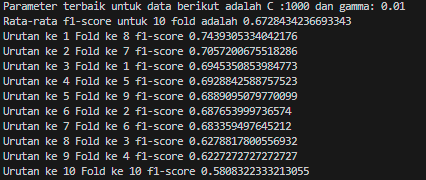 Parameter terbaik untuk data berikut adalah C :1000 dan gamma: 0.01
Rata-rata f1-score untuk 10 fold adalah 0.6728434236693343
Urutan ke 1 Fold ke 8 f1-score 0.7439305334042176
Urutan ke 2 Fold ke 7 f1-score 0.7057200675518286
Urutan ke 3 Fold ke 1 f1-score 0.6945350853984773
Urutan ke 4 Fold ke 5 f1-score 0.6928842588757523
Urutan ke 5 Fold ke 9 f1-score 0.6889095079770099
Urutan ke 6 Fold ke 2 f1-score 0.687653999736574
Urutan ke 7 Fold ke 6 f1-score 0.683359497645212
Urutan ke 8 Fold ke 3 f1-score 0.6278817800556932
Urutan ke 9 Fold ke 4 f1-score 0.6227272727272727
Urutan ke 10 Fold ke 10 f1-score 0.5808322333213055